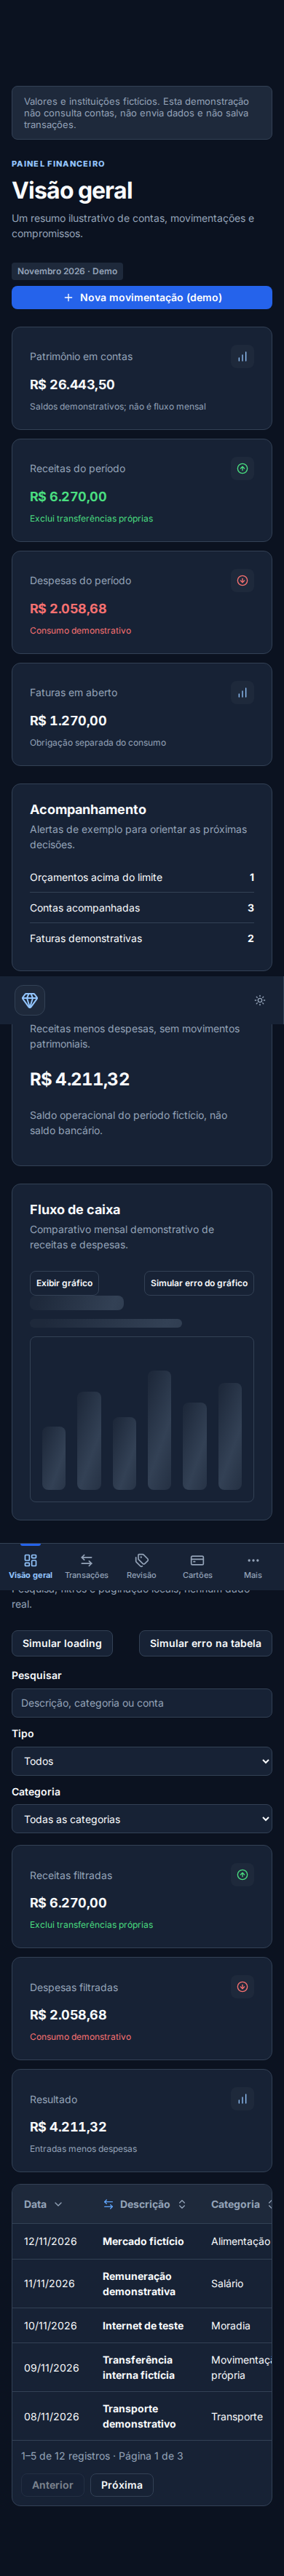 Valores e instituições fictícios. Esta demonstração
não consulta contas, não envia dados e não salva
transações.
PAINEL FINANCEIRO
Visão geral
Um resumo ilustrativo de contas, movimentações e
compromissos.
Novembro 2026 · Demo
+ Nova movimentação (demo)
Patrimônio em contas
R$ 26.443,50
Saldos demonstrativos; não é fluxo mensal
Receitas do período
R$ 6.270,00
Exclui transferências próprias
Despesas do período
R$ 2.058,68
Consumo demonstrativo
Faturas em aberto
R$ 1.270,00
Obrigação separada do consumo
Acompanhamento
Alertas de exemplo para orientar as próximas
decisões.
Orçamentos acima do limite 1
Contas acompanhadas 3
Faturas demonstrativas 2
Receitas menos despesas, sem movimentos
patrimoniais.
R$ 4.211,32
Saldo operacional do período fictício, não
saldo bancário.
Fluxo de caixa
Comparativo mensal demonstrativo de
receitas e despesas.
Exibir gráfico Simular erro do gráfico
Visão geral Transações Revisão Cartões Mais
Pesquisa, filtros e paginação locais; nenhum dado
real.
Simular loading Simular erro na tabela
Pesquisar
Descrição, categoria ou conta
Tipo
Todos
Categoria
Todas as categorias
Receitas filtradas
R$ 6.270,00
Exclui transferências próprias
Despesas filtradas
R$ 2.058,68
Consumo demonstrativo
Resultado
R$ 4.211,32
Entradas menos despesas
Data Descrição Categoria
12/11/2026 Mercado fictício Alimentação
11/11/2026 Remuneração demonstrativa Salário
10/11/2026 Internet de teste Moradia
09/11/2026 Transferência interna fictícia Movimentaçã própria
08/11/2026 Transporte demonstrativo Transporte
1–5 de 12 registros · Página 1 de 3
Anterior Próxima